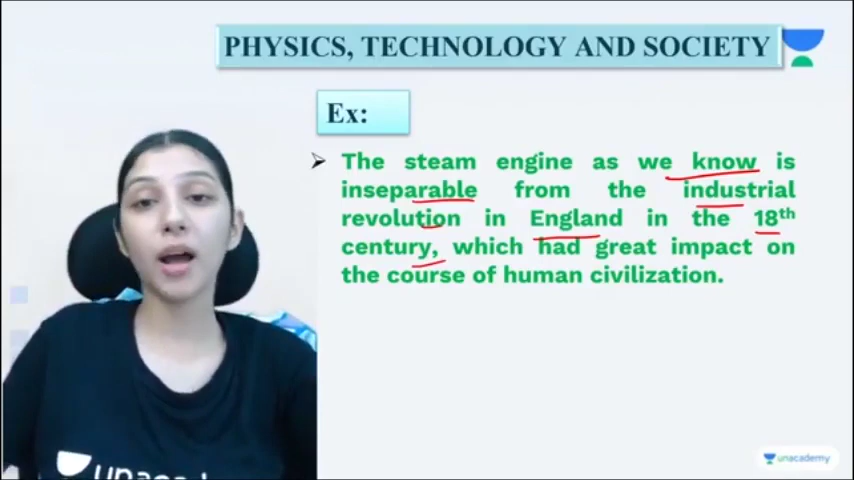 PHYSICS, TECHNOLOGY AND SOCIETY
Ex:
The steam engine as we know is
inseparable from the industrial
revolution in England in the 18th
century, which had great impact on
the course of human civilization.
unacademy